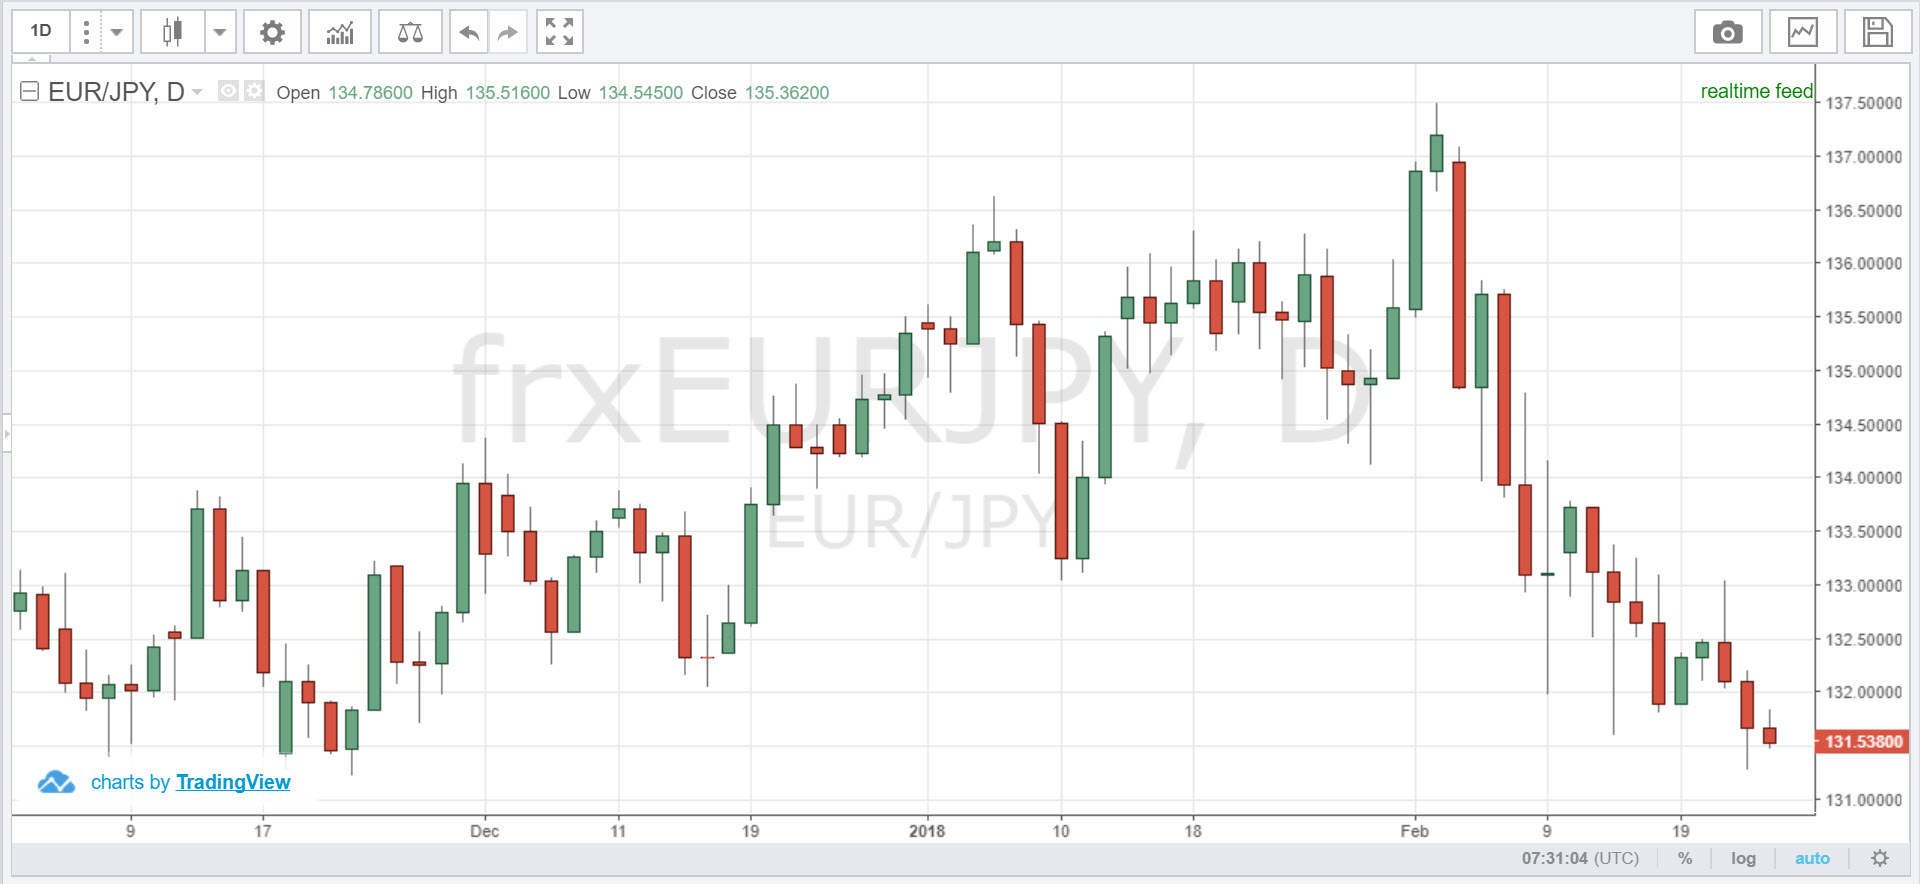 1D
EUR/JPY, D Open 134.78600 High 135.51600 Low 134.54500 Close 135.36200
realtime feed
137.50000
137.00000
136.50000
136.00000
135.50000
135.00000
134.50000
134.00000
133.50000
133.00000
132.50000
132.00000
131.53800
131.00000
frxEURJPY, D
EUR/JPY
charts by TradingView
9 17 Dec 11 19 2018 10 18 Feb 9 19
07:31:04 (UTC) % log auto